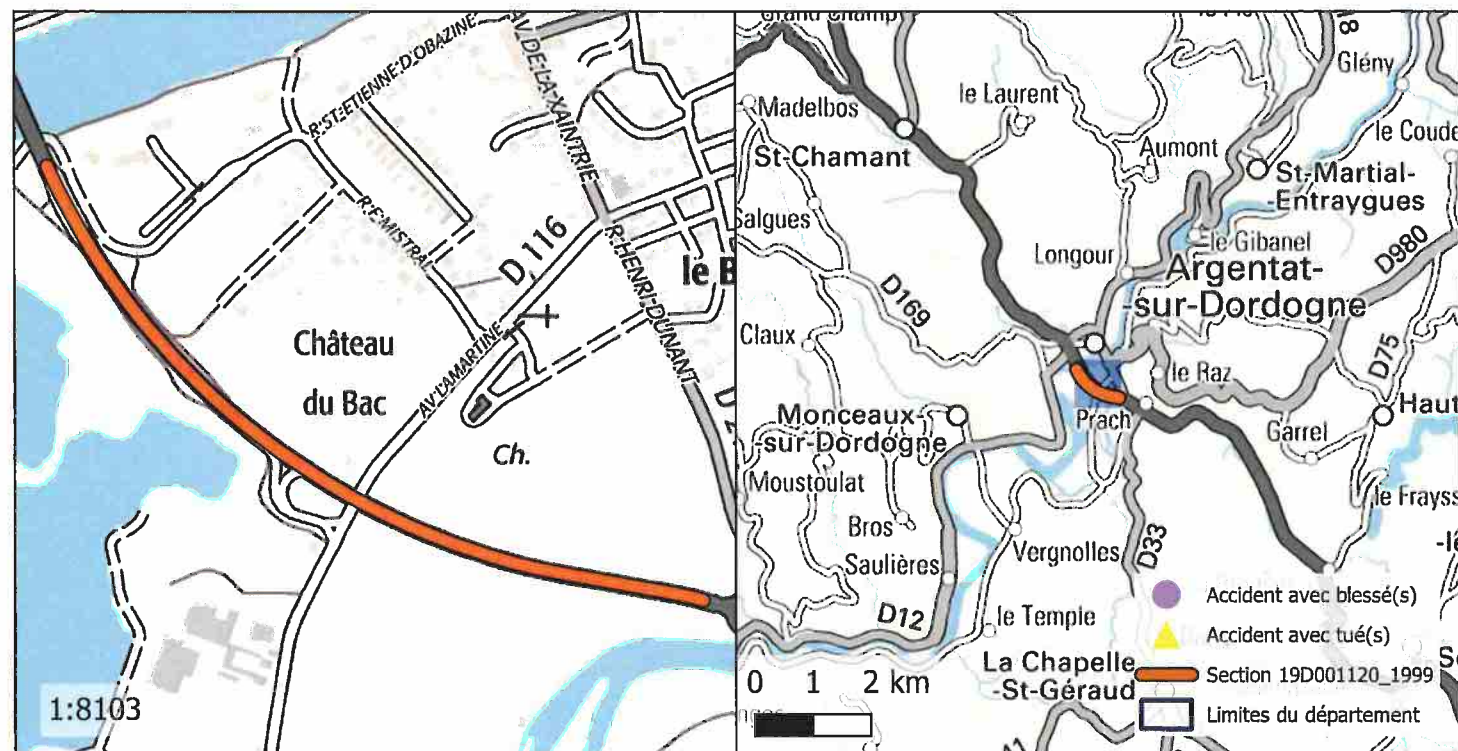 AV.DE-LA-XAINTRIE
R:ST-ETIENNE-D'OBAZINE
R:F.MISTRAL
D 116
R:HENRI-DUNANT
le B
Château
du Bac
AV.LAMARTINE
Ch.
1:8103
Grand Champ
Glény
Madelbos
le Laurent
St-Chamant
Aumont
le Coude
St-Martial-
-Entraygues
Salgues
Longour
le Gibanel
D980
Argentat-
-sur-Dordogne
D169
Claux
D75
le Raz
Monceaux-
-sur-Dordogne
Prach
Haut
Garrel
Moustoulat
le Frayss
Bros
Vergnolles
D33
Saulières
D12
le Temple
La Chapelle
-St-Géraud
0 1 2 km
Accident avec blessé(s)
Accident avec tué(s)
Section 19D001120_1999
Limites du département